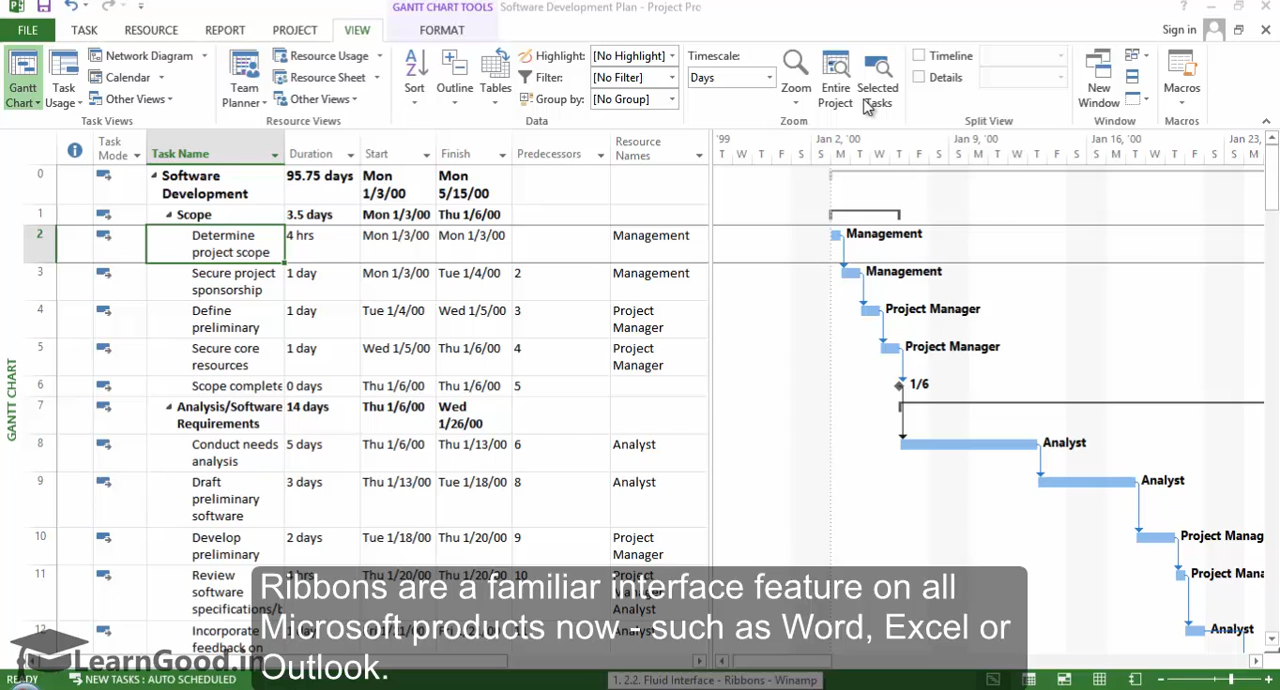 GANTT CHART TOOLS Software Development Plan - Project Pro
FILE TASK RESOURCE REPORT PROJECT VIEW FORMAT Sign in
Gantt Chart
Task Usage
Network Diagram
Calendar
Other Views
Task Views
Team Planner
Resource Usage
Resource Sheet
Other Views
Resource Views
Sort
Outline
Tables
Highlight: [No Highlight]
Filter: [No Filter]
Group by: [No Group]
Data
Timescale:
Days
Zoom
Entire Project
Selected Tasks
Zoom
Timeline
Details
Split View
New Window
Window
Macros
Macros
Task Mode Task Name Duration Start Finish Predecessors Resource Names
'99 Jan 2, '00 Jan 9, '00 Jan 16, '00 Jan 23,
T W T F S S M T W T F S S M T W T F S S M T W T F S S M
GANTT CHART
0 Software Development 95.75 days Mon 1/3/00 Mon 5/15/00
1 Scope 3.5 days Mon 1/3/00 Thu 1/6/00
2 Determine project scope 4 hrs Mon 1/3/00 Mon 1/3/00 Management
3 Secure project sponsorship 1 day Mon 1/3/00 Tue 1/4/00 2 Management
4 Define preliminary 1 day Tue 1/4/00 Wed 1/5/00 3 Project Manager
5 Secure core resources 1 day Wed 1/5/00 Thu 1/6/00 4 Project Manager
6 Scope complete 0 days Thu 1/6/00 Thu 1/6/00 5
7 Analysis/Software Requirements 14 days Thu 1/6/00 Wed 1/26/00
8 Conduct needs analysis 5 days Thu 1/6/00 Thu 1/13/00 6 Analyst
9 Draft preliminary software 3 days Thu 1/13/00 Tue 1/18/00 8 Analyst
10 Develop preliminary 2 days Tue 1/18/00 Thu 1/20/00 9 Project Manager
11 Review software specifications/ hrs Thu 1/20/00 Thu 1/20/00 10 Project Analyst
12 Incorporate feedback on
Management
Management
Project Manager
Project Manager
1/6
Analyst
Analyst
Project Manag
Project Mana
Analyst
Ribbons are a familiar interface feature on all
Microsoft products now - such as Word, Excel or
Outlook.
LearnGood.in
READY NEW TASKS : AUTO SCHEDULED
1. 2.2. Fluid Interface - Ribbons - Winamp